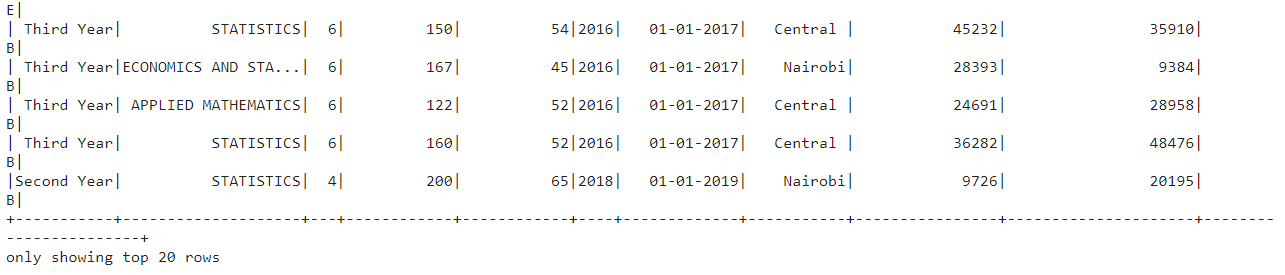 E|
| Third Year|          STATISTICS|  6|         150|          54|2016|   01-01-2017|   Central |            45232|                35910|
B|
| Third Year|ECONOMICS AND STA...|  6|         167|          45|2016|   01-01-2017|    Nairobi|            28393|                 9384|
B|
| Third Year| APPLIED MATHEMATICS|  6|         122|          52|2016|   01-01-2017|   Central |            24691|                28958|
B|
| Third Year|          STATISTICS|  6|         160|          52|2016|   01-01-2017|   Central |            36282|                48476|
B|
|Second Year|          STATISTICS|  4|         200|          65|2018|   01-01-2019|    Nairobi|             9726|                20195|
B|
+-----------+--------------------+---+------------+------------+----+-------------+-----------+-----------------+---------------------+--------
---------------+
only showing top 20 rows